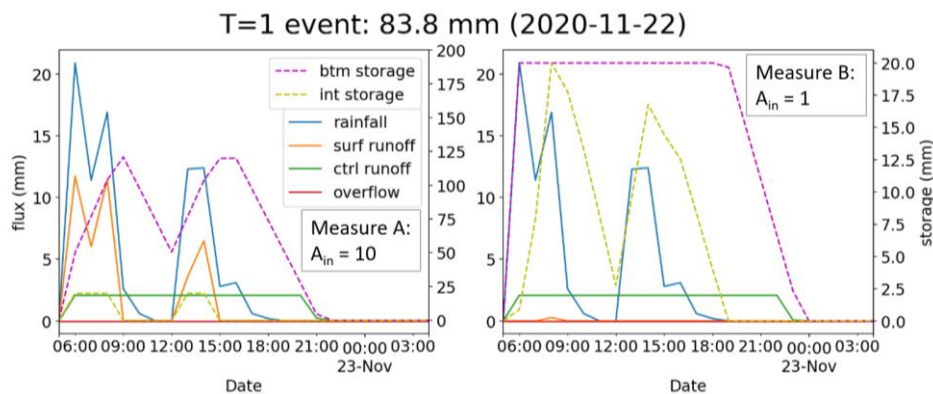 T=1 event: 83.8 mm (2020-11-22)
20
15
10
5
0
flux (mm)
200
175
150
125
100
75
50
25
0
btm storage
int storage
rainfall
surf runoff
ctrl runoff
overflow
Measure A:
A_in = 10
06:00 09:00 12:00 15:00 18:00 21:00 00:00 03:00
23-Nov
Date
20
15
10
5
0
20.0
17.5
15.0
12.5
10.0
7.5
5.0
2.5
0.0
storage (mm)
Measure B:
A_in = 1
06:00 09:00 12:00 15:00 18:00 21:00 00:00 03:00
23-Nov
Date